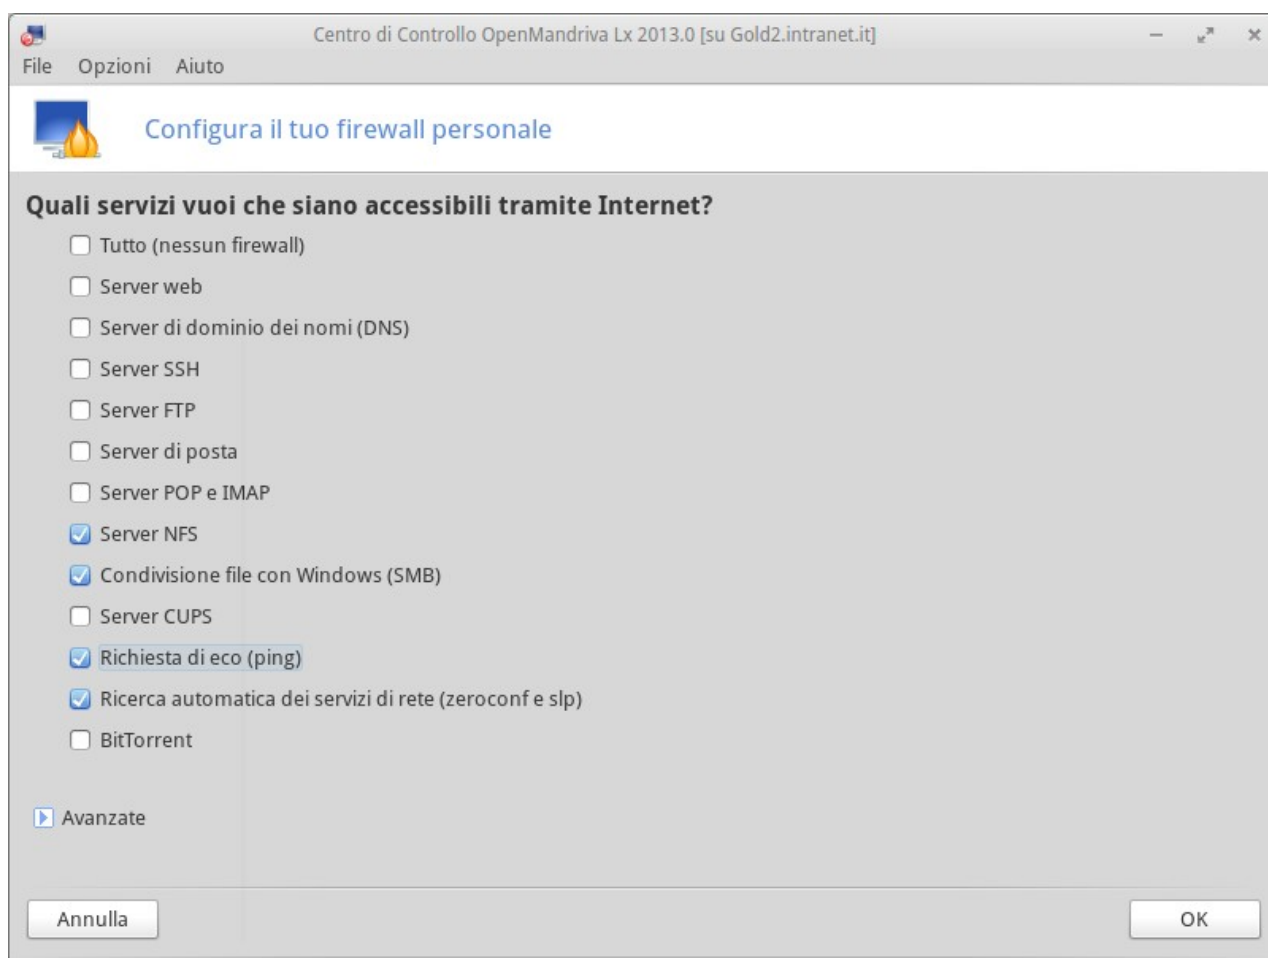 Centro di Controllo OpenMandriva Lx 2013.0 [su Gold2.intranet.it]
File Opzioni Aiuto
Configura il tuo firewall personale
Quali servizi vuoi che siano accessibili tramite Internet?
Tutto (nessun firewall)
Server web
Server di dominio dei nomi (DNS)
Server SSH
Server FTP
Server di posta
Server POP e IMAP
Server NFS
Condivisione file con Windows (SMB)
Server CUPS
Richiesta di eco (ping)
Ricerca automatica dei servizi di rete (zeroconf e slp)
BitTorrent
Avanzate
Annulla OK